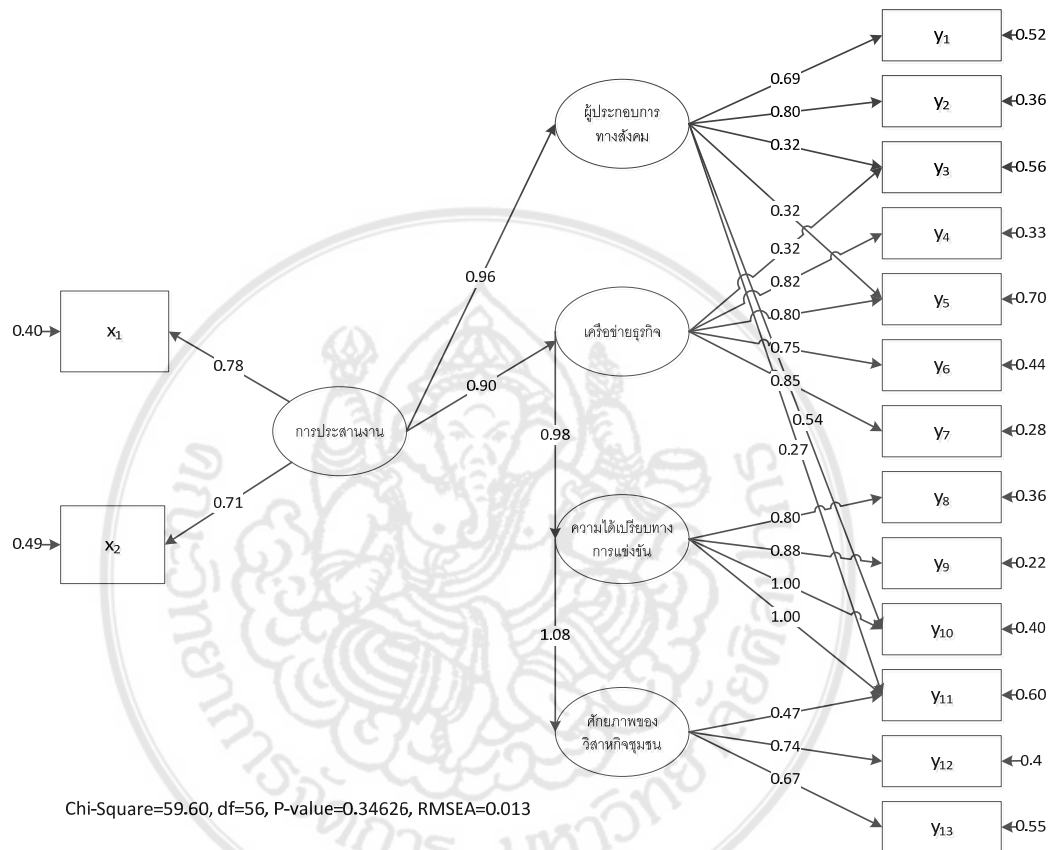 y1
0.52
0.69
ผู้ประกอบการ
ทางสังคม
y2
0.36
0.80
0.32
y3
0.56
0.32
0.32
y4
0.33
0.82
0.96
y5
0.70
0.80
x1
0.40
เครือข่ายธุรกิจ
0.75
y6
0.44
0.78
0.90
0.85
0.54
y7
0.28
การประสานงาน
0.98
0.27
0.71
y8
0.36
0.80
x2
0.49
ความได้เปรียบทาง
การแข่งขัน
0.88
y9
0.22
1.00
1.00
y10
0.40
1.08
y11
0.60
ศักยภาพของ
วิสาหกิจชุมชน
0.47
0.74
y12
0.4
0.67
Chi-Square=59.60, df=56, P-value=0.34626, RMSEA=0.013
y13
0.55